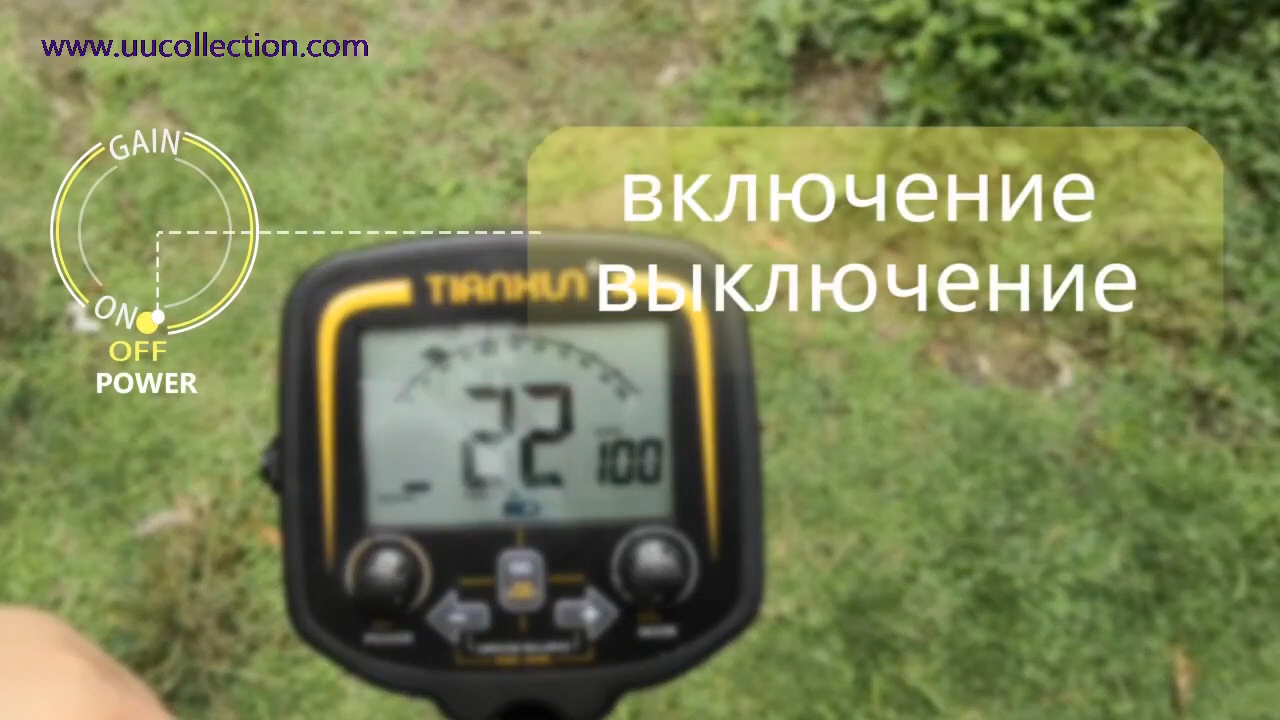 www.uucollection.com
GAIN
ON
OFF
POWER
включение
выключение
TIANXUN
22
100